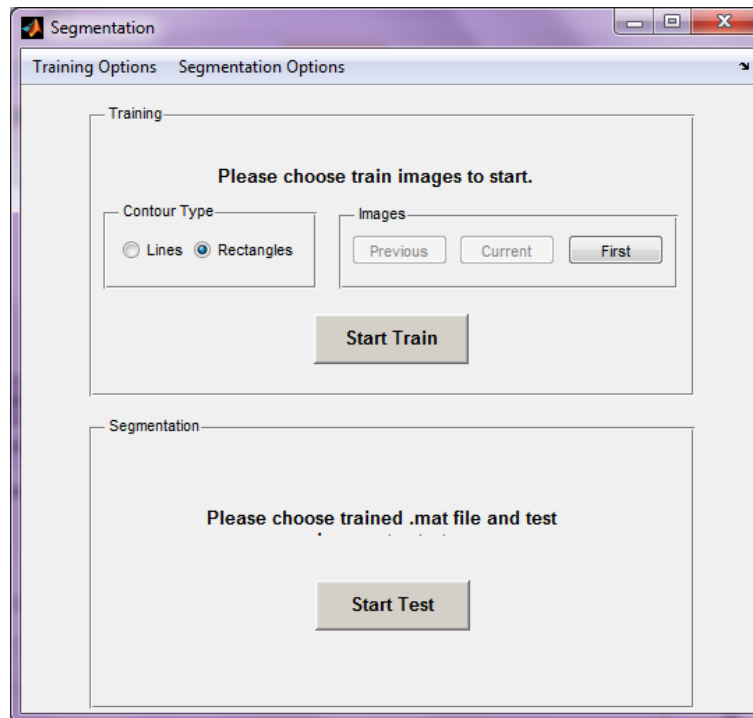 Segmentation
Training Options Segmentation Options
Training
Please choose train images to start.
Contour Type
Images
Lines Rectangles
Previous Current First
Start Train
Segmentation
Please choose trained .mat file and test
Start Test